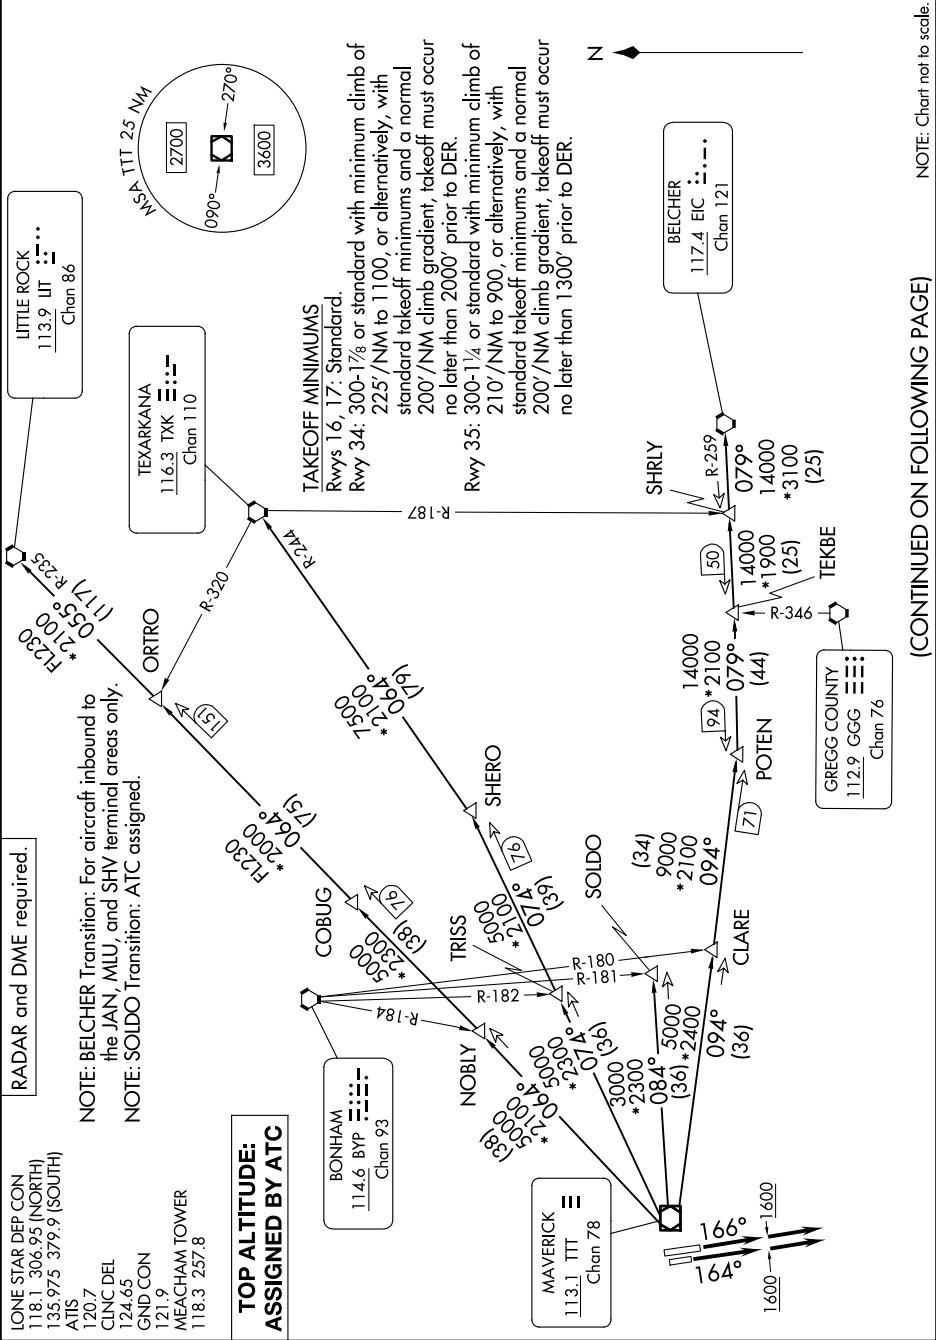 LONE STAR DEP CON
118.1 306.95 (NORTH)
135.975 379.9 (SOUTH)
ATIS
120.7
CLNC DEL
124.65
GND CON
121.9
MEACHAM TOWER
118.3 257.8
RADAR and DME required.
NOTE: BELCHER Transition: For aircraft inbound to
the JAN, MLU, and SHV terminal areas only.
NOTE: SOLDO Transition: ATC assigned.
TOP ALTITUDE:
ASSIGNED BY ATC
LITTLE ROCK
113.9 LIT
Chan 86
MSA TTT 25 NM
2700
090°
270°
3600
TEXARKANA
116.3 TXK
Chan 110
TAKEOFF MINIMUMS
Rwys 16, 17: Standard.
Rwy 34: 300-1⅞ or standard with minimum climb of
225'/NM to 1100, or alternatively, with
standard takeoff minimums and a normal
200'/NM climb gradient, takeoff must occur
no later than 2000' prior to DER.
Rwy 35: 300-1¼ or standard with minimum climb of
210'/NM to 900, or alternatively, with
standard takeoff minimums and a normal
200'/NM climb gradient, takeoff must occur
no later than 1300' prior to DER.
N
R-235
FL230
*2100
055°
(117)
ORTRO
R-320
151
FL230
*2000
064°
(75)
COBUG
76
5000
*2300
(38)
NOBLY
R-184
5000
*2100
064°
(38)
BONHAM
114.6 BYP
Chan 93
R-182
R-181
R-180
R-244
7500
*2100
064°
(79)
SHERO
76
5000
*2100
074°
(39)
TRISS
5000
*2300
074°
(36)
SOLDO
3000
*2300
084°
(36)
5000
*2400
094°
(36)
CLARE
(34)
9000
*2100
094°
71
POTEN
94
14000
*2100
079°
(44)
TEKBE
50
14000
*1900
(25)
SHRLY
R-187
R-259
079°
14000
*3100
(25)
BELCHER
117.4 EIC
Chan 121
R-346
GREGG COUNTY
112.9 GGG
Chan 76
MAVERICK
113.1 TTT
Chan 78
166°
164°
1600
1600
(CONTINUED ON FOLLOWING PAGE)
NOTE: Chart not to scale.